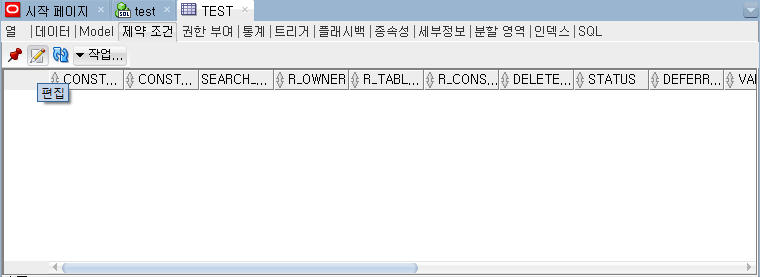 시작 페이지 test TEST
열 데이터 Model 제약 조건 권한 부여 통계 트리거 플래시백 종속성 세부정보 분할 영역 인덱스 SQL
작업...
CONST... CONST... SEARCH_... R_OWNER R_TABL... R_CONS... DELETE... STATUS DEFERR... VAL
편집